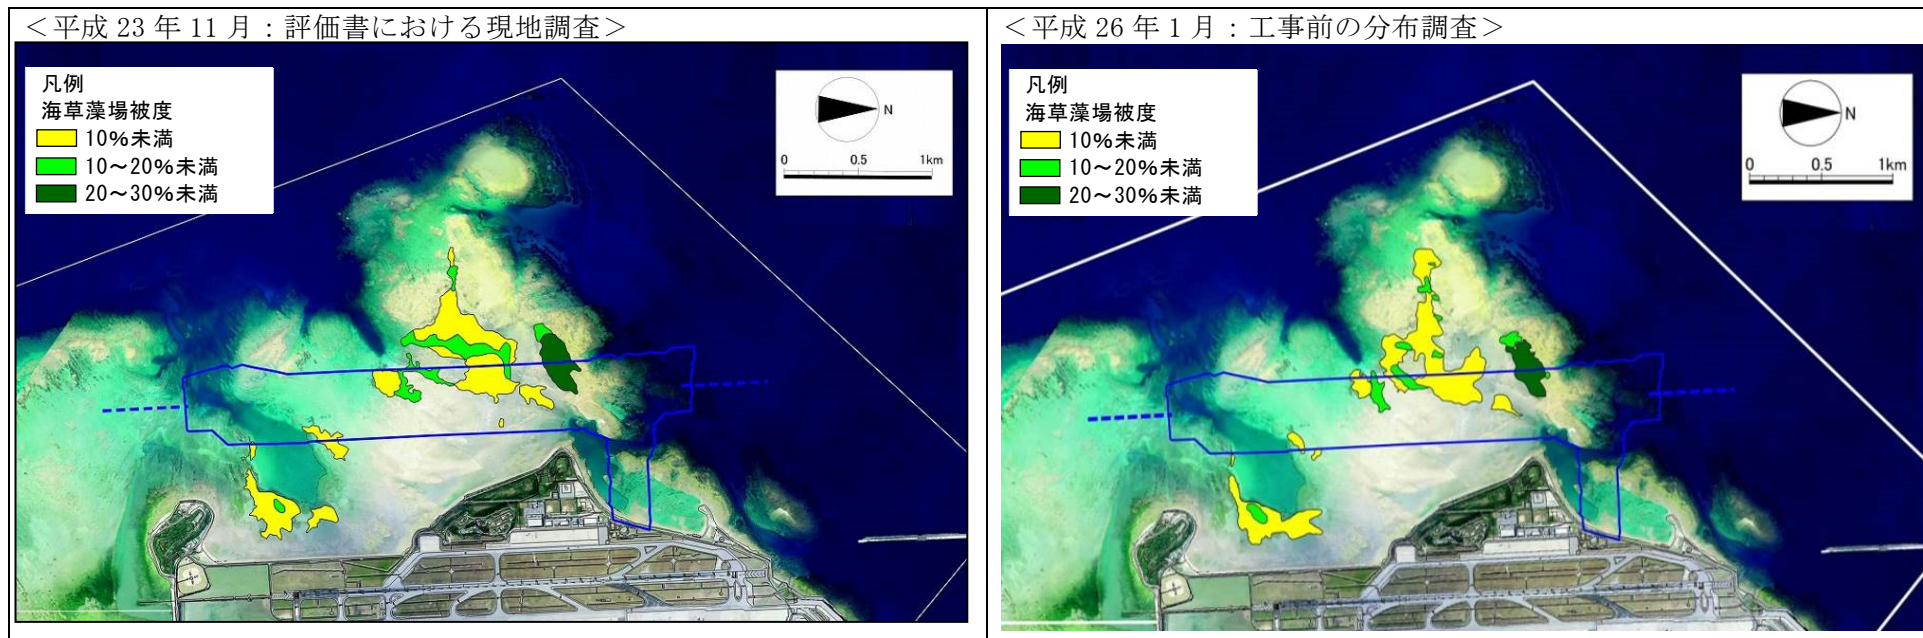 ＜平成 23 年 11 月：評価書における現地調査＞
凡例
海草藻場被度
10%未満
10～20%未満
20～30%未満
N
0 0.5 1km
＜平成 26 年 1 月：工事前の分布調査＞
凡例
海草藻場被度
10%未満
10～20%未満
20～30%未満
N
0 0.5 1km